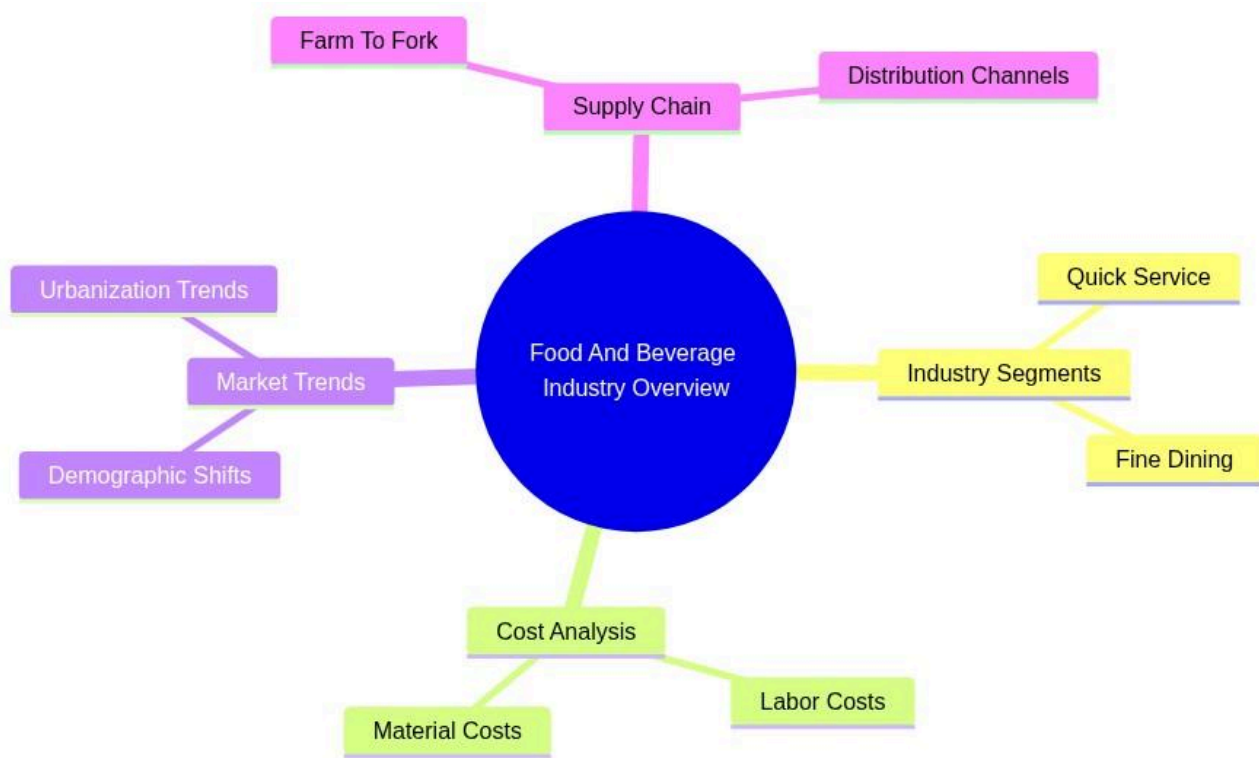 Farm To Fork
Distribution Channels
Supply Chain
Urbanization Trends
Quick Service
Food And Beverage
Industry Overview
Market Trends
Industry Segments
Demographic Shifts
Fine Dining
Cost Analysis
Labor Costs
Material Costs